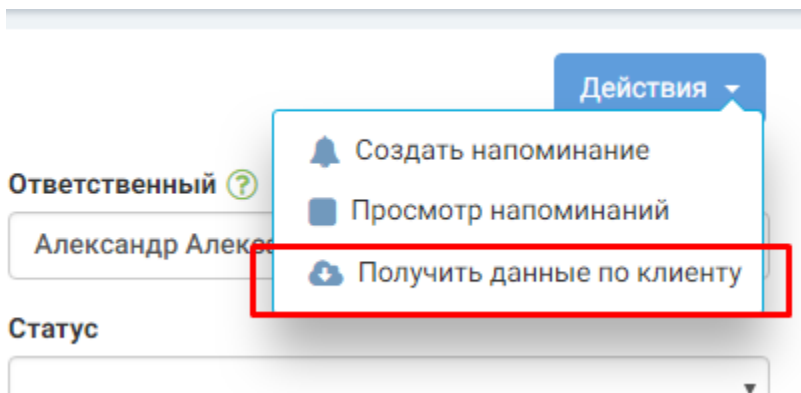 Действия
Создать напоминание
Ответственный ?
Просмотр напоминаний
Александр
Получить данные по клиенту
Статус